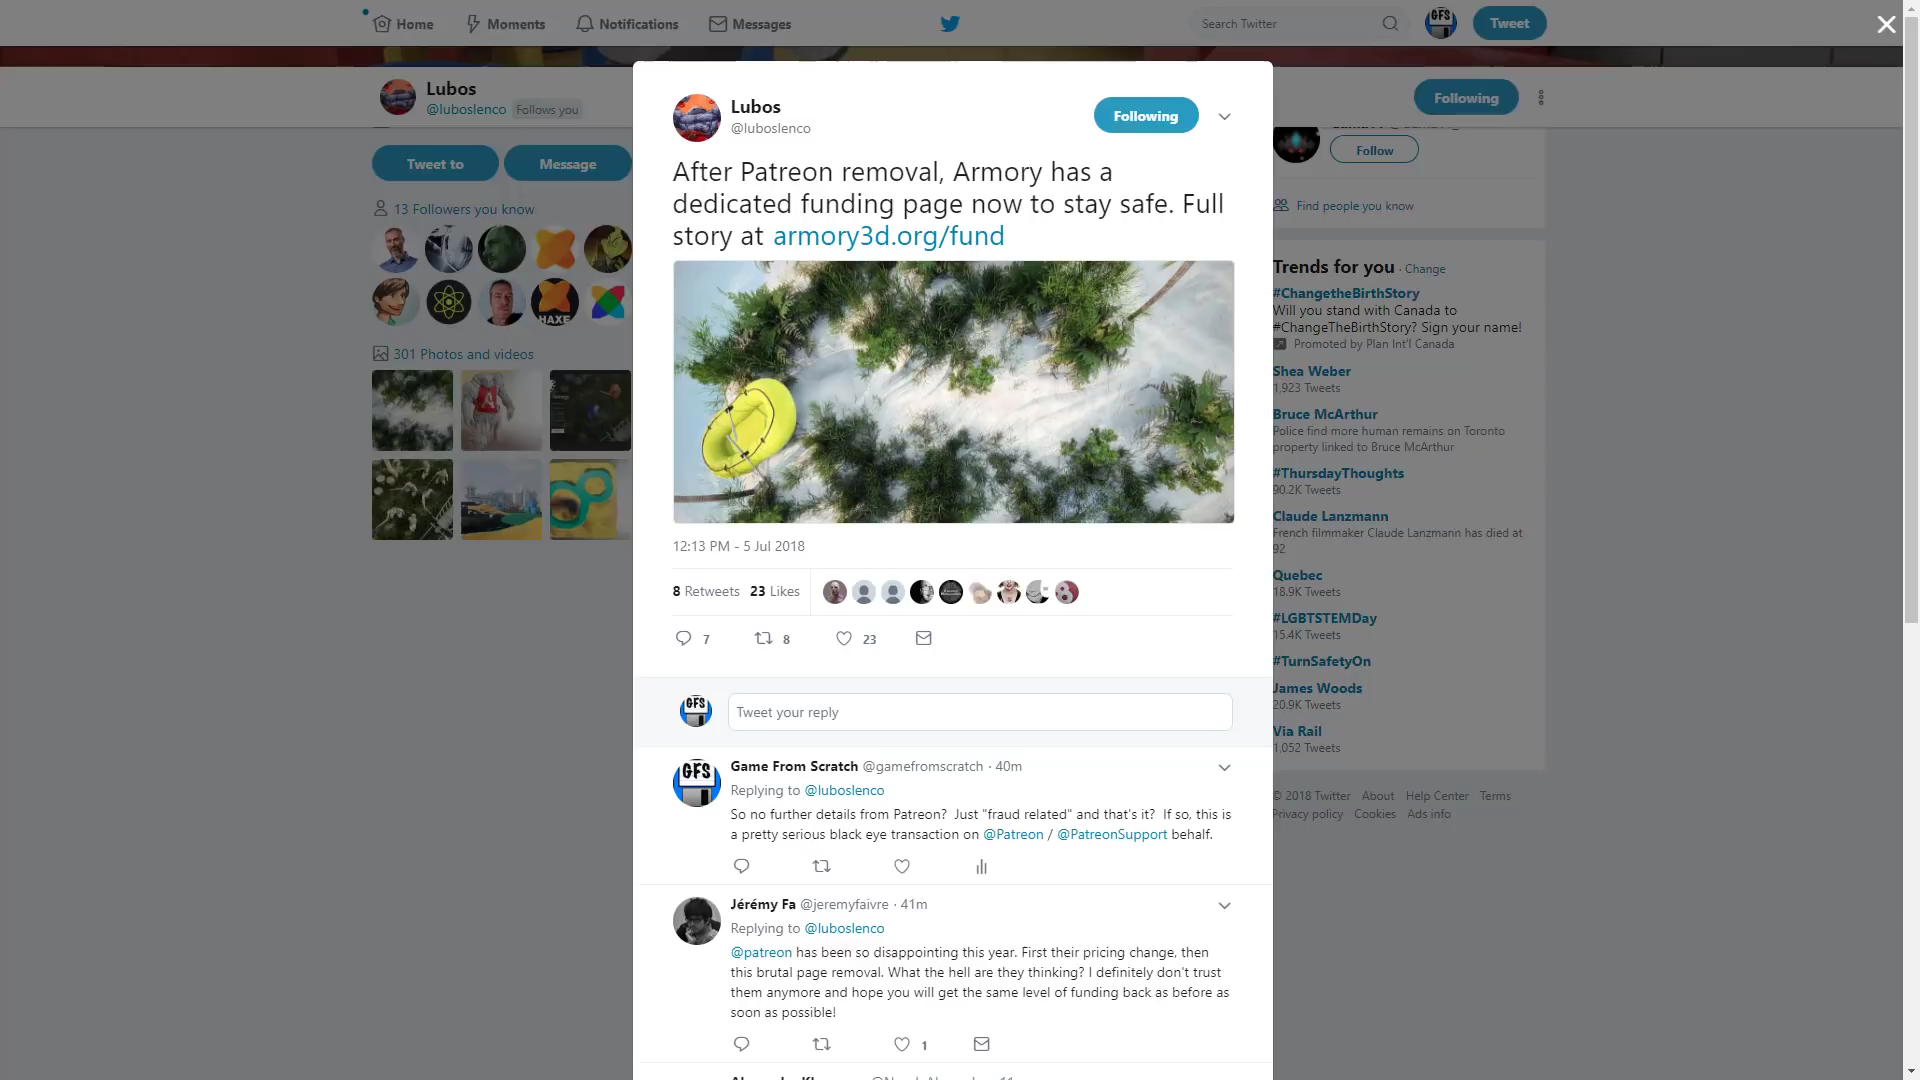 Home
Moments
Notifications
Messages
Search Twitter
GFS
Tweet
Lubos
@luboslenco Follows you
Following
Tweet to
Message
13 Followers you know
HAXE
301 Photos and videos
Lubos
@luboslenco
Following
After Patreon removal, Armory has a
dedicated funding page now to stay safe. Full
story at armory3d.org/fund
12:13 PM - 5 Jul 2018
8 Retweets 23 Likes
7
8
23
GFS
Tweet your reply
GFS
Game From Scratch @gamefromscratch · 40m
Replying to @luboslenco
So no further details from Patreon? Just "fraud related" and that's it? If so, this is
a pretty serious black eye transaction on @Patreon / @PatreonSupport behalf.
Jérémy Fa @jeremyfaivre · 41m
Replying to @luboslenco
@patreon has been so disappointing this year. First their pricing change, then
this brutal page removal. What the hell are they thinking? I definitely don't trust
them anymore and hope you will get the same level of funding back as before as
soon as possible!
1
Follow
Find people you know
Trends for you · Change
#ChangetheBirthStory
Will you stand with Canada to
#ChangeTheBirthStory? Sign your name!
Promoted by Plan Int'l Canada
Shea Weber
1,923 Tweets
Bruce McArthur
Police find more human remains on Toronto
property linked to Bruce McArthur
#ThursdayThoughts
90.2K Tweets
Claude Lanzmann
French filmmaker Claude Lanzmann has died at
92
Quebec
18.9K Tweets
#LGBTSTEMDay
15.4K Tweets
#TurnSafetyOn
James Woods
20.9K Tweets
Via Rail
1,052 Tweets
© 2018 Twitter About Help Center Terms
Privacy policy Cookies Ads info